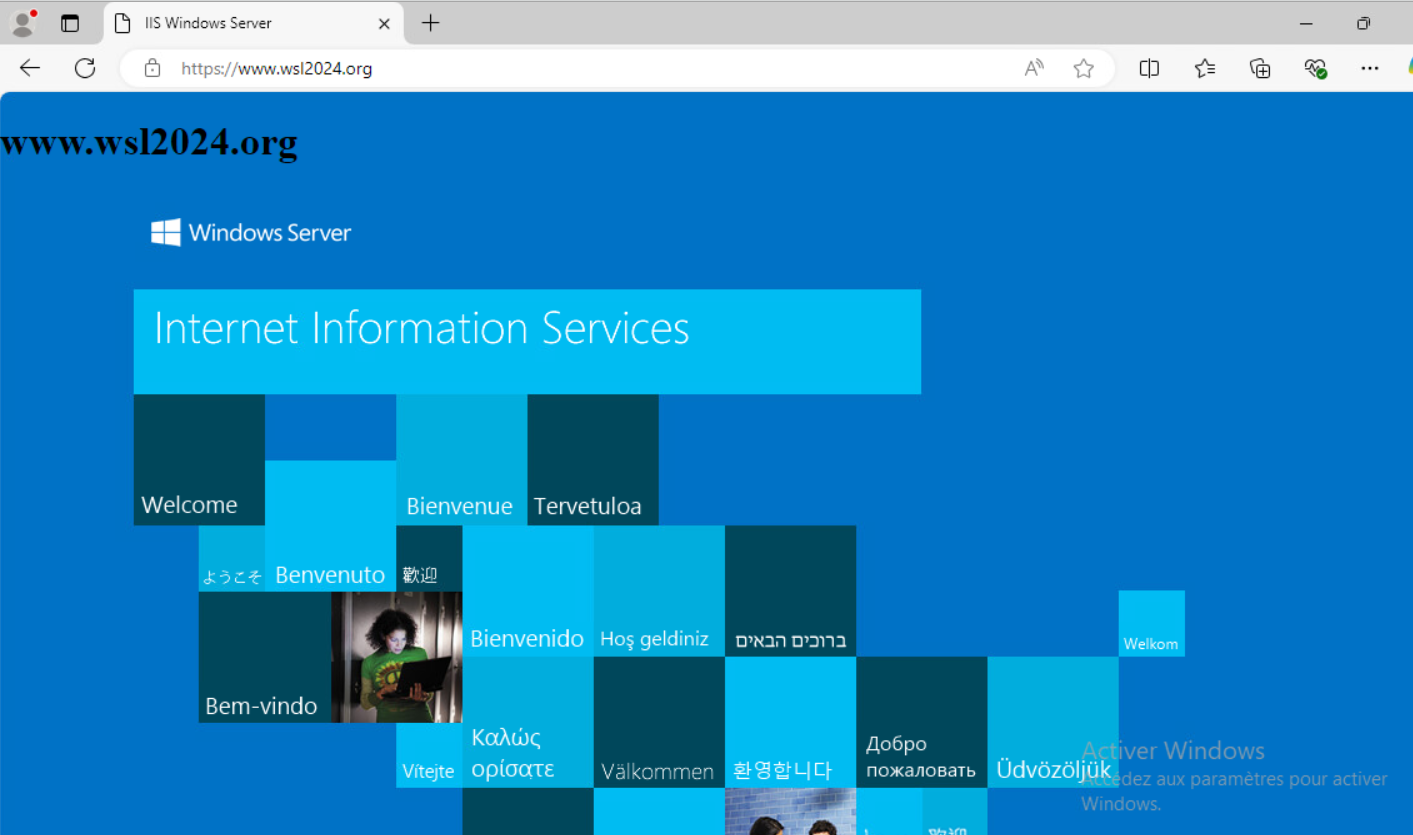 IIS Windows Server
https://www.wsl2024.org
www.wsl2024.org
Windows Server
Internet Information Services
Welcome
Bienvenue
Tervetuloa
ようこそ
Benvenuto
歡迎
Bienvenido
Hoş geldiniz
ברוכים הבאים
Welkom
Bem-vindo
Vítejte
Καλώς
ορίσατε
Välkommen
환영합니다
Добро
пожаловать
Üdvözöljük
Activer Windows
Accédez aux paramètres pour activer
Windows.